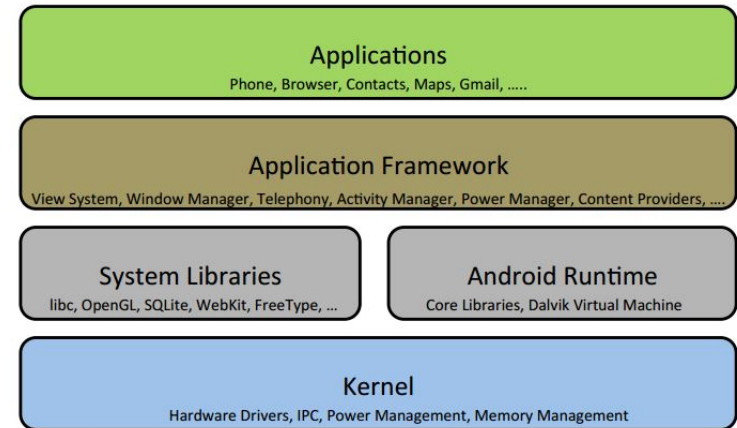 Applications
Phone, Browser, Contacts, Maps, Gmail, .....
Application Framework
View System, Window Manager, Telephony, Activity Manager, Power Manager, Content Providers, ....
System Libraries
libc, OpenGL, SQLite, WebKit, FreeType, ...
Android Runtime
Core Libraries, Dalvik Virtual Machine
Kernel
Hardware Drivers, IPC, Power Management, Memory Management